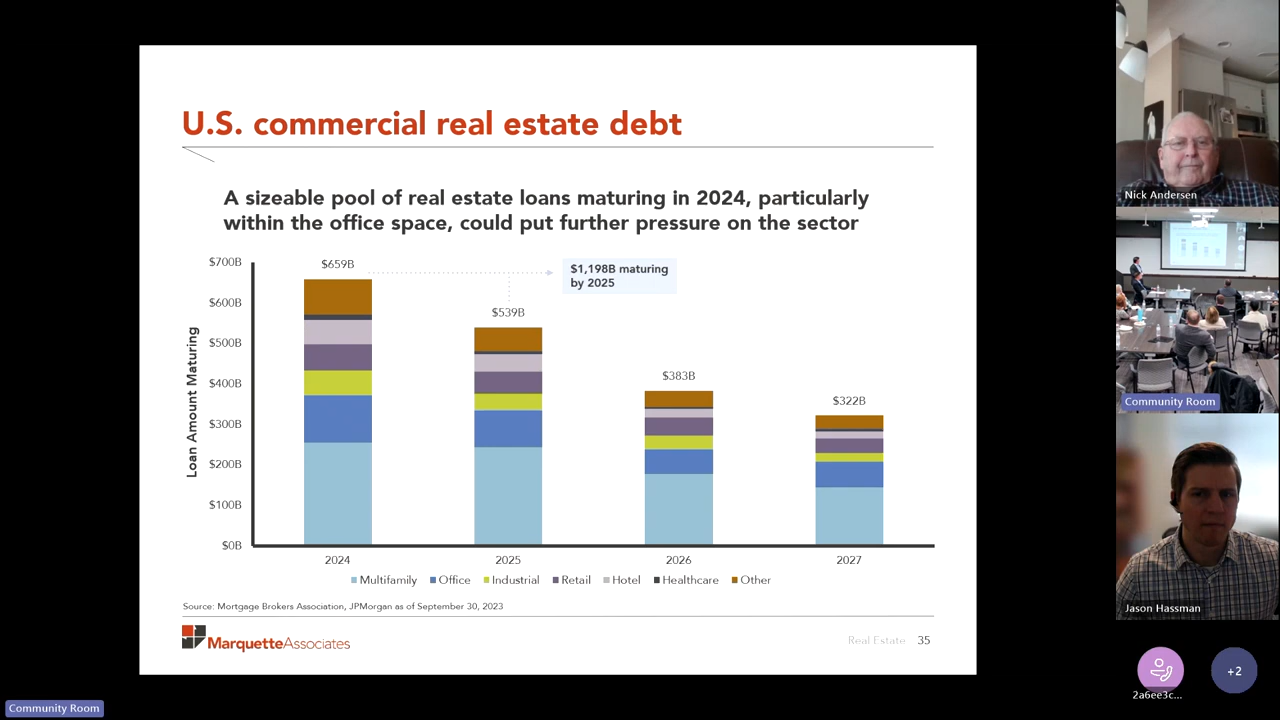 U.S. commercial real estate debt
A sizeable pool of real estate loans maturing in 2024, particularly
within the office space, could put further pressure on the sector
$700B
$600B
$500B
$400B
$300B
$200B
$100B
$0B
Loan Amount Maturing
$659B
$539B
$383B
$322B
$1,198B maturing
by 2025
2024
2025
2026
2027
Multifamily Office Industrial Retail Hotel Healthcare Other
Source: Mortgage Brokers Association, JPMorgan as of September 30, 2023
MarquetteAssociates
Real Estate 35
Nick Andersen
Community Room
Jason Hassman
2a6ee3c...
+2
Community Room